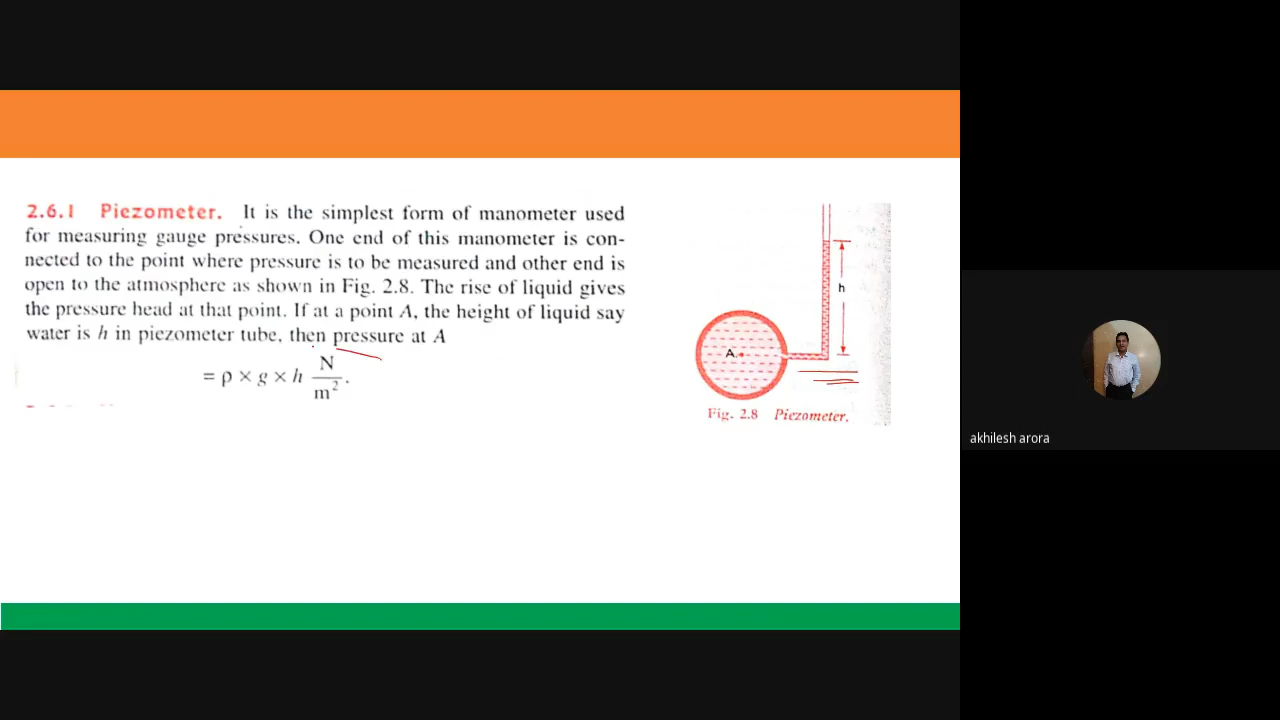 2.6.1 Piezometer. It is the simplest form of manometer used
for measuring gauge pressures. One end of this manometer is con-
nected to the point where pressure is to be measured and other end is
open to the atmosphere as shown in Fig. 2.8. The rise of liquid gives
the pressure head at that point. If at a point A, the height of liquid say
water is h in piezometer tube, then pressure at A
= ρ × g × h N/m².
h
A
Fig. 2.8 Piezometer.
akhilesh arora